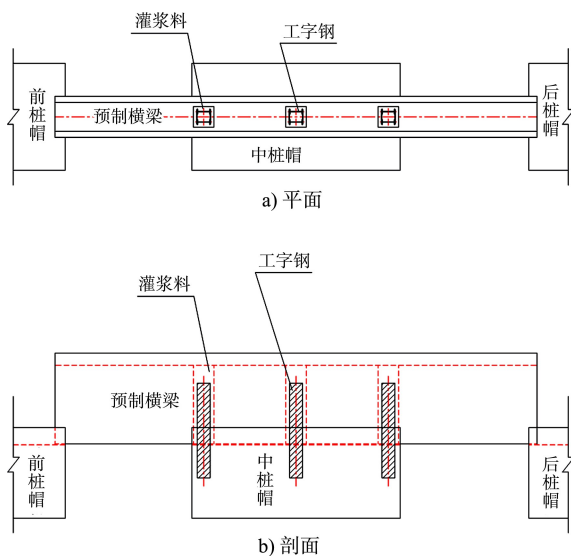 灌浆料
工字钢
前桩帽
预制横梁
后桩帽
中桩帽
a) 平面
工字钢
灌浆料
预制横梁
前桩帽
中桩帽
后桩帽
b) 剖面